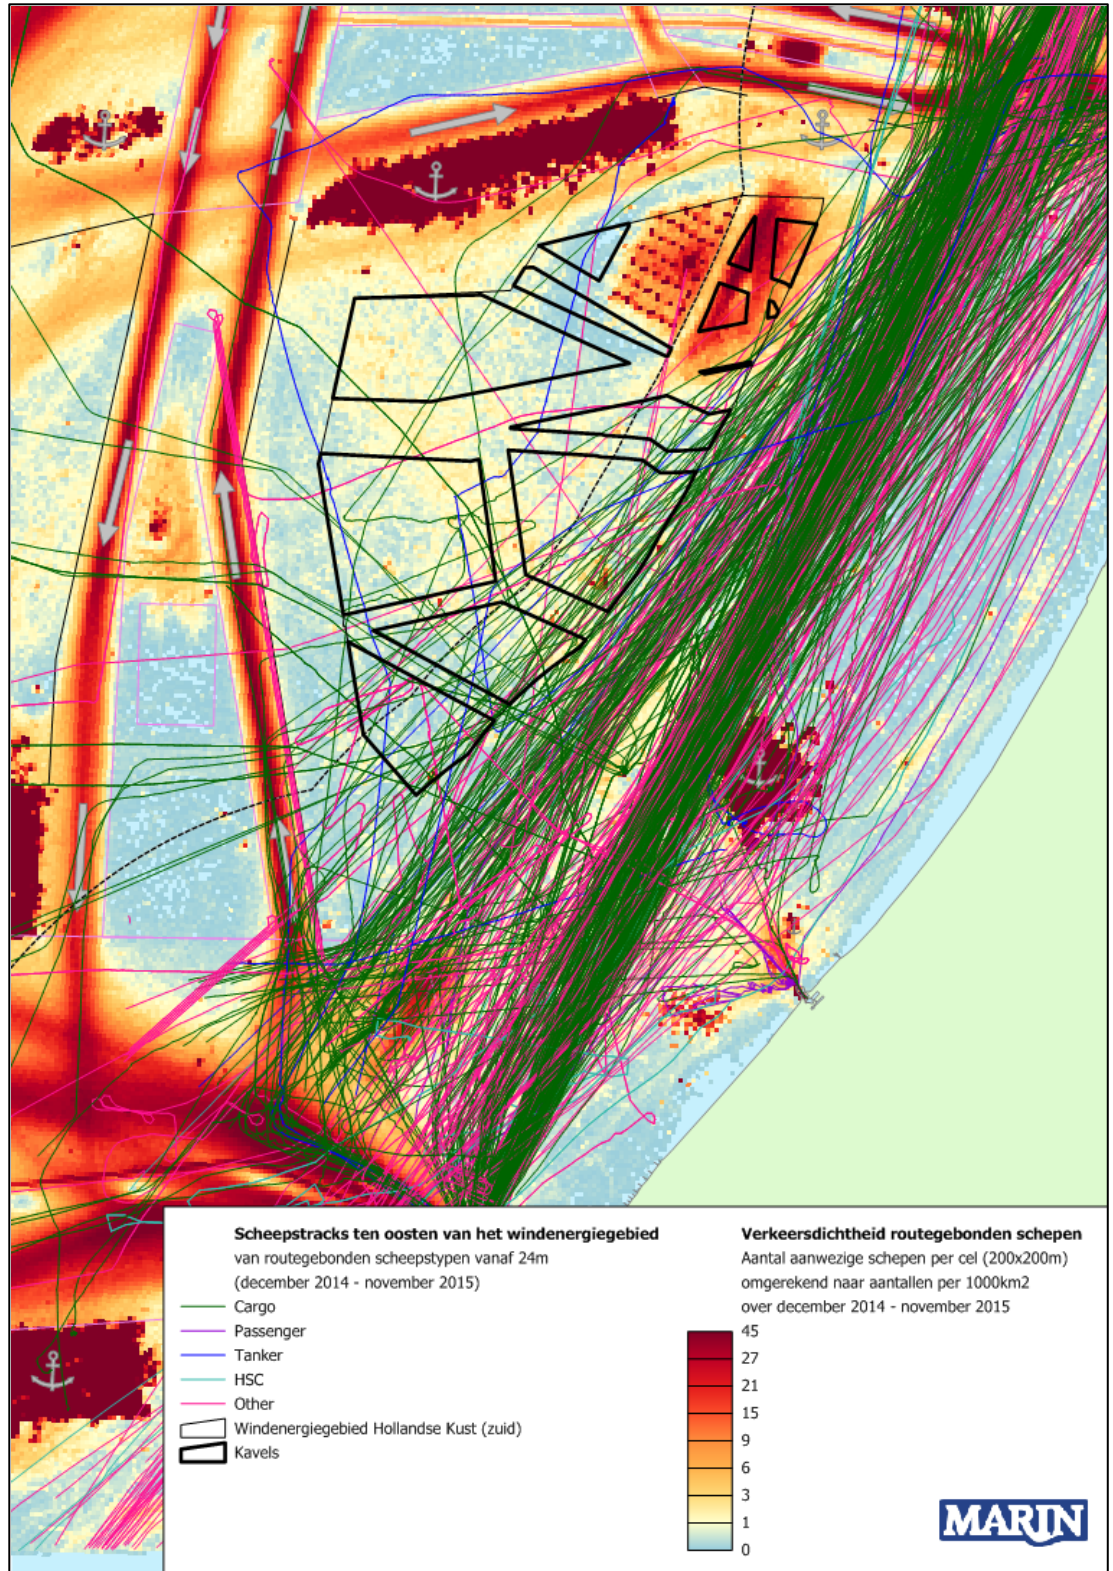 Scheepstracks ten oosten van het windenergiegebied
van routegebonden scheepstypen vanaf 24m
(december 2014 - november 2015)
Cargo
Passenger
Tanker
HSC
Other
Windenergiegebied Hollandse Kust (zuid)
Kavels
Verkeersdichtheid routegebonden schepen
Aantal aanwezige schepen per cel (200x200m)
omgerekend naar aantallen per 1000km2
over december 2014 - november 2015
45
27
21
15
9
6
3
1
0
MARIN